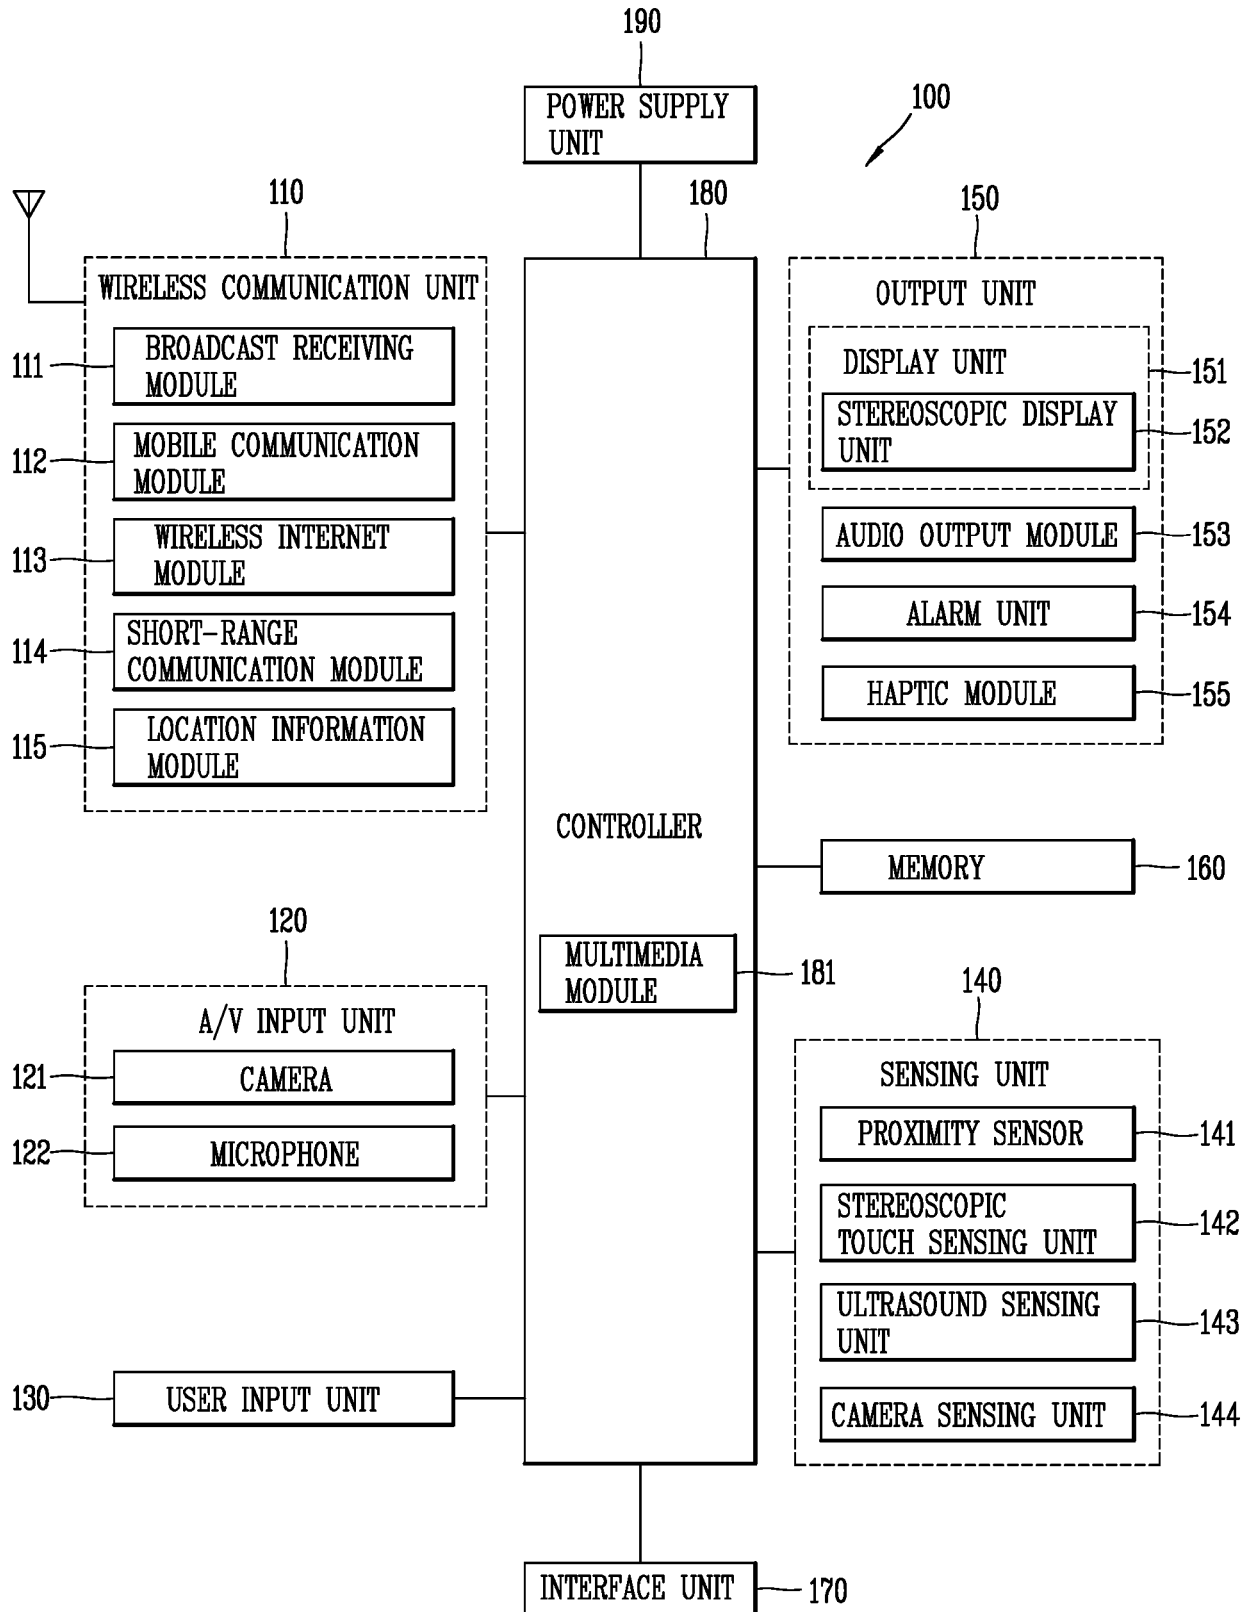 190
POWER SUPPLY
UNIT
100
110
180
150
WIRELESS COMMUNICATION UNIT
111
BROADCAST RECEIVING
MODULE
112
MOBILE COMMUNICATION
MODULE
113
WIRELESS INTERNET
MODULE
114
SHORT-RANGE
COMMUNICATION MODULE
115
LOCATION INFORMATION
MODULE
OUTPUT UNIT
DISPLAY UNIT
151
STEREOSCOPIC DISPLAY
UNIT
152
AUDIO OUTPUT MODULE
153
ALARM UNIT
154
HAPTIC MODULE
155
CONTROLLER
MEMORY
160
MULTIMEDIA
MODULE
181
120
A/V INPUT UNIT
121
CAMERA
122
MICROPHONE
140
SENSING UNIT
PROXIMITY SENSOR
141
STEREOSCOPIC
TOUCH SENSING UNIT
142
ULTRASOUND SENSING
UNIT
143
CAMERA SENSING UNIT
144
130
USER INPUT UNIT
INTERFACE UNIT
170